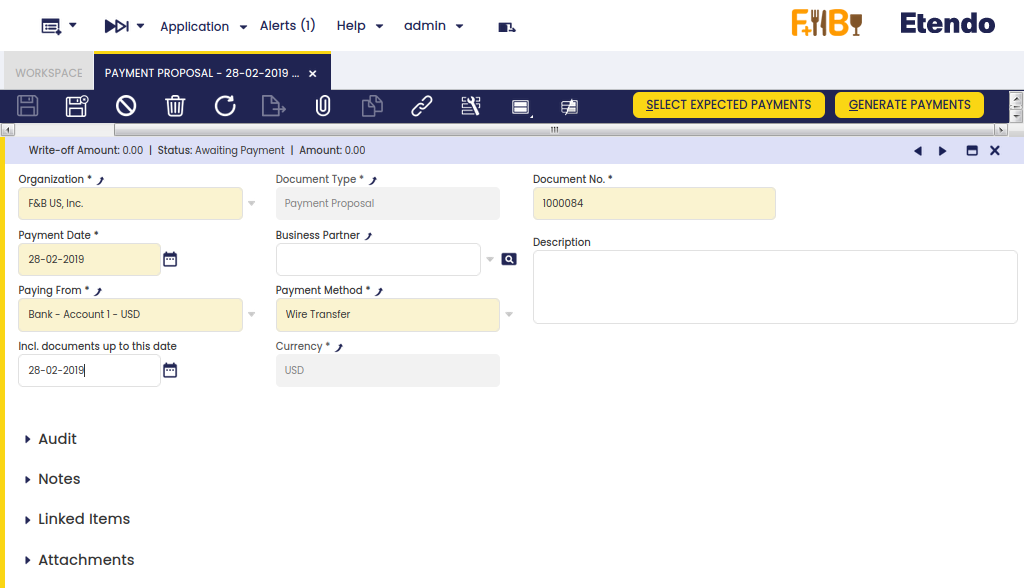 Application
Alerts (1)
Help
admin
F&B
Etendo
WORKSPACE
PAYMENT PROPOSAL - 28-02-2019 ...
SELECT EXPECTED PAYMENTS
GENERATE PAYMENTS
Write-off Amount: 0.00 | Status: Awaiting Payment | Amount: 0.00
Organization *
Document Type *
Document No. *
F&B US, Inc.
Payment Proposal
1000084
Payment Date *
Business Partner
Description
28-02-2019
Paying From *
Payment Method *
Bank - Account 1 - USD
Wire Transfer
Incl. documents up to this date
Currency *
28-02-2019
USD
Audit
Notes
Linked Items
Attachments